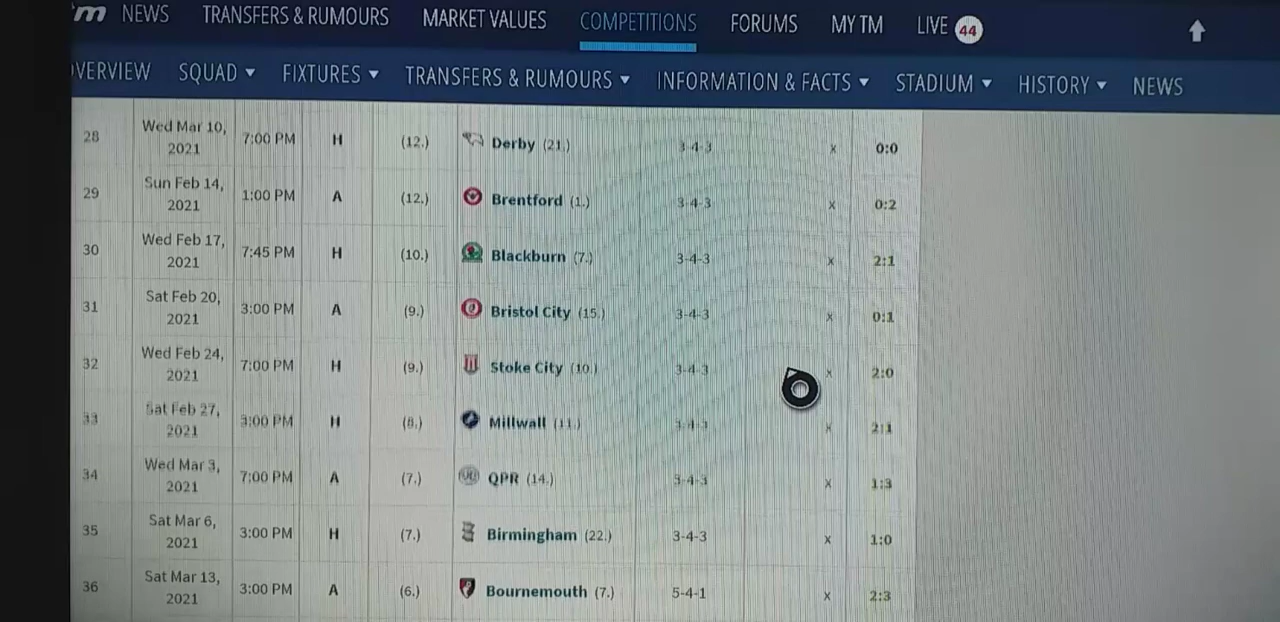 'm NEWS TRANSFERS & RUMOURS MARKET VALUES COMPETITIONS FORUMS MY TM LIVE 44
OVERVIEW SQUAD FIXTURES TRANSFERS & RUMOURS INFORMATION & FACTS STADIUM HISTORY NEWS
28 Wed Mar 10, 2021 7:00 PM H (12.) Derby (21.) 3-4-3 x 0:0
29 Sun Feb 14, 2021 1:00 PM A (12.) Brentford (1.) 3-4-3 x 0:2
30 Wed Feb 17, 2021 7:45 PM H (10.) Blackburn (7.) 3-4-3 x 2:1
31 Sat Feb 20, 2021 3:00 PM A (9.) Bristol City (15.) 3-4-3 x 0:1
32 Wed Feb 24, 2021 7:00 PM H (9.) Stoke City (10.) 3-4-3 x 2:0
33 Sat Feb 27, 2021 3:00 PM H (8.) Millwall (11.) 3-4-3 x 2:1
34 Wed Mar 3, 2021 7:00 PM A (7.) QPR (14.) 3-4-3 x 1:3
35 Sat Mar 6, 2021 3:00 PM H (7.) Birmingham (22.) 3-4-3 x 1:0
36 Sat Mar 13, 2021 3:00 PM A (6.) Bournemouth (7.) 5-4-1 x 2:3